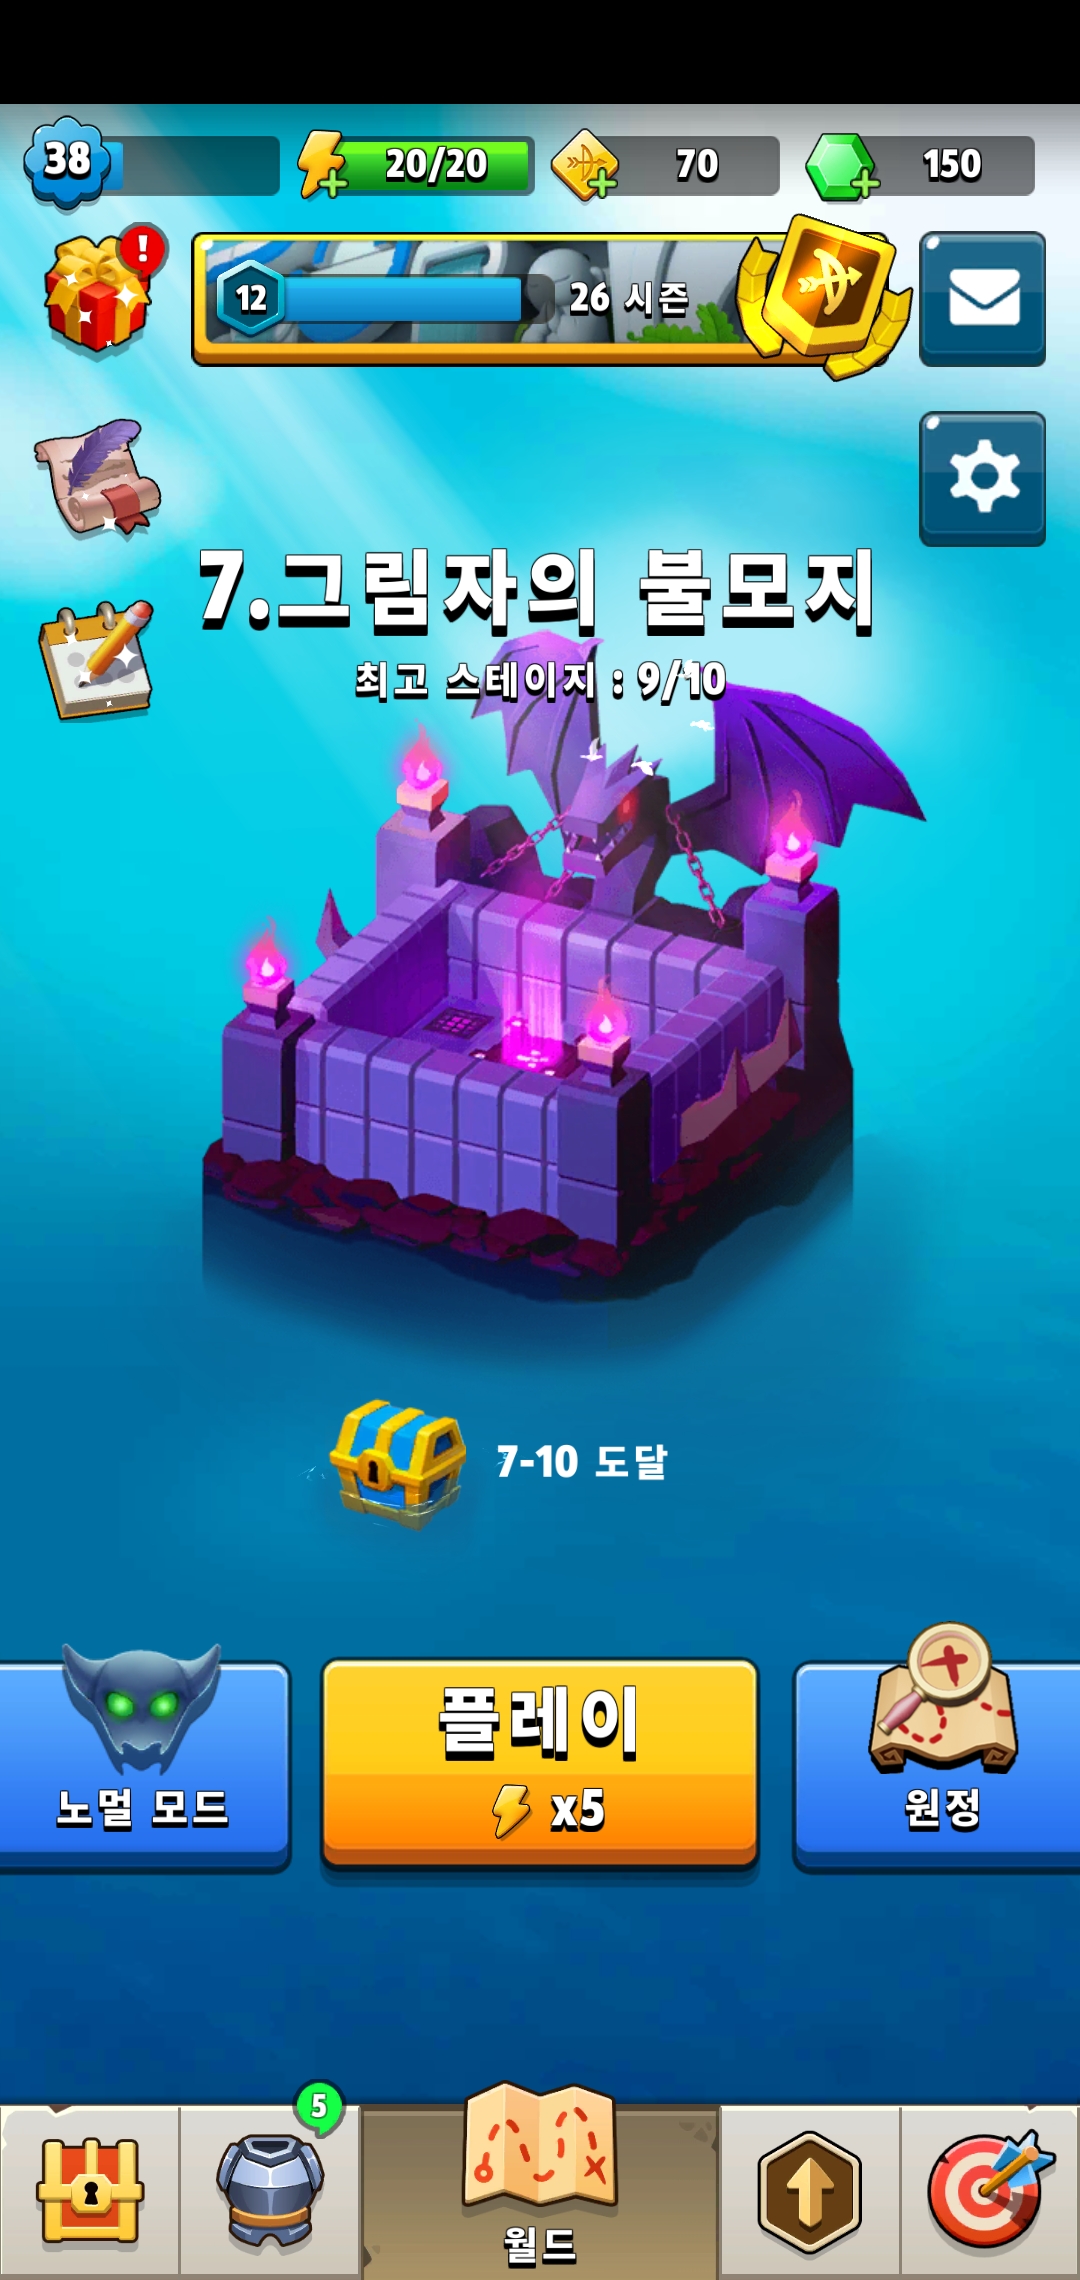 38
20/20
70
150
!
12
26 시즌
7.그림자의 불모지
최고 스테이지 : 9/10
7-10 도달
노멀 모드
플레이
x5
원정
5
월드